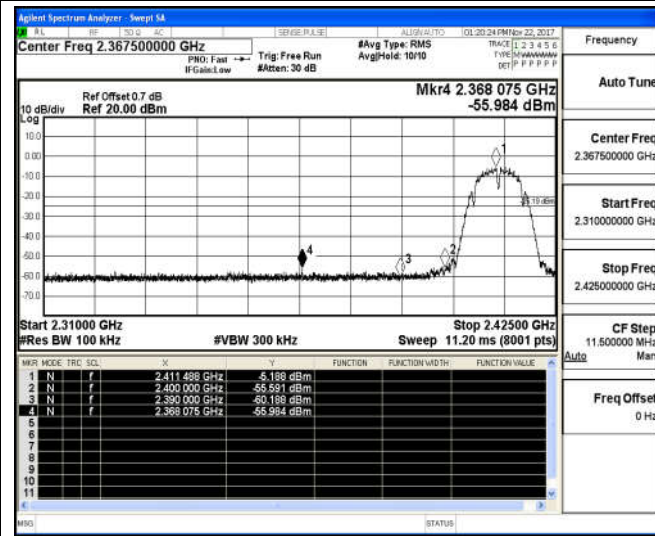 Agilent Spectrum Analyzer - Swept SA
RL RF 50 Ω AC SENSE:PULSE ALIGN AUTO 01:20:24 PM Nov 22, 2017
Center Freq 2.367500000 GHz #Avg Type: RMS TRACE 1 2 3 4 5 6
PNO: Fast Trig: Free Run Avg|Hold: 10/10 TYPE M WWWWW
IFGain:Low #Atten: 30 dB DET P P P P P P
Mkr4 2.368 075 GHz
-55.984 dBm
Ref Offset 0.7 dB
10 dB/div Ref 20.00 dBm
Log
10.0
0.00
-10.0
-20.0
-30.0
-40.0
-50.0
-60.0
-70.0
1
-25.19 dBm
4
3
2
Start 2.31000 GHz Stop 2.42500 GHz
#Res BW 100 kHz #VBW 300 kHz Sweep 11.20 ms (8001 pts)
MKR MODE TRC SCL X Y FUNCTION FUNCTION WIDTH FUNCTION VALUE
1 N f 2.411 488 GHz -5.188 dBm
2 N f 2.400 000 GHz -55.591 dBm
3 N f 2.390 000 GHz -60.188 dBm
4 N f 2.368 075 GHz -55.984 dBm
5
6
7
8
9
10
11
MSG STATUS
Frequency
Auto Tune
Center Freq
2.367500000 GHz
Start Freq
2.310000000 GHz
Stop Freq
2.425000000 GHz
CF Step
11.500000 MHz
Auto Man
Freq Offset
0 Hz